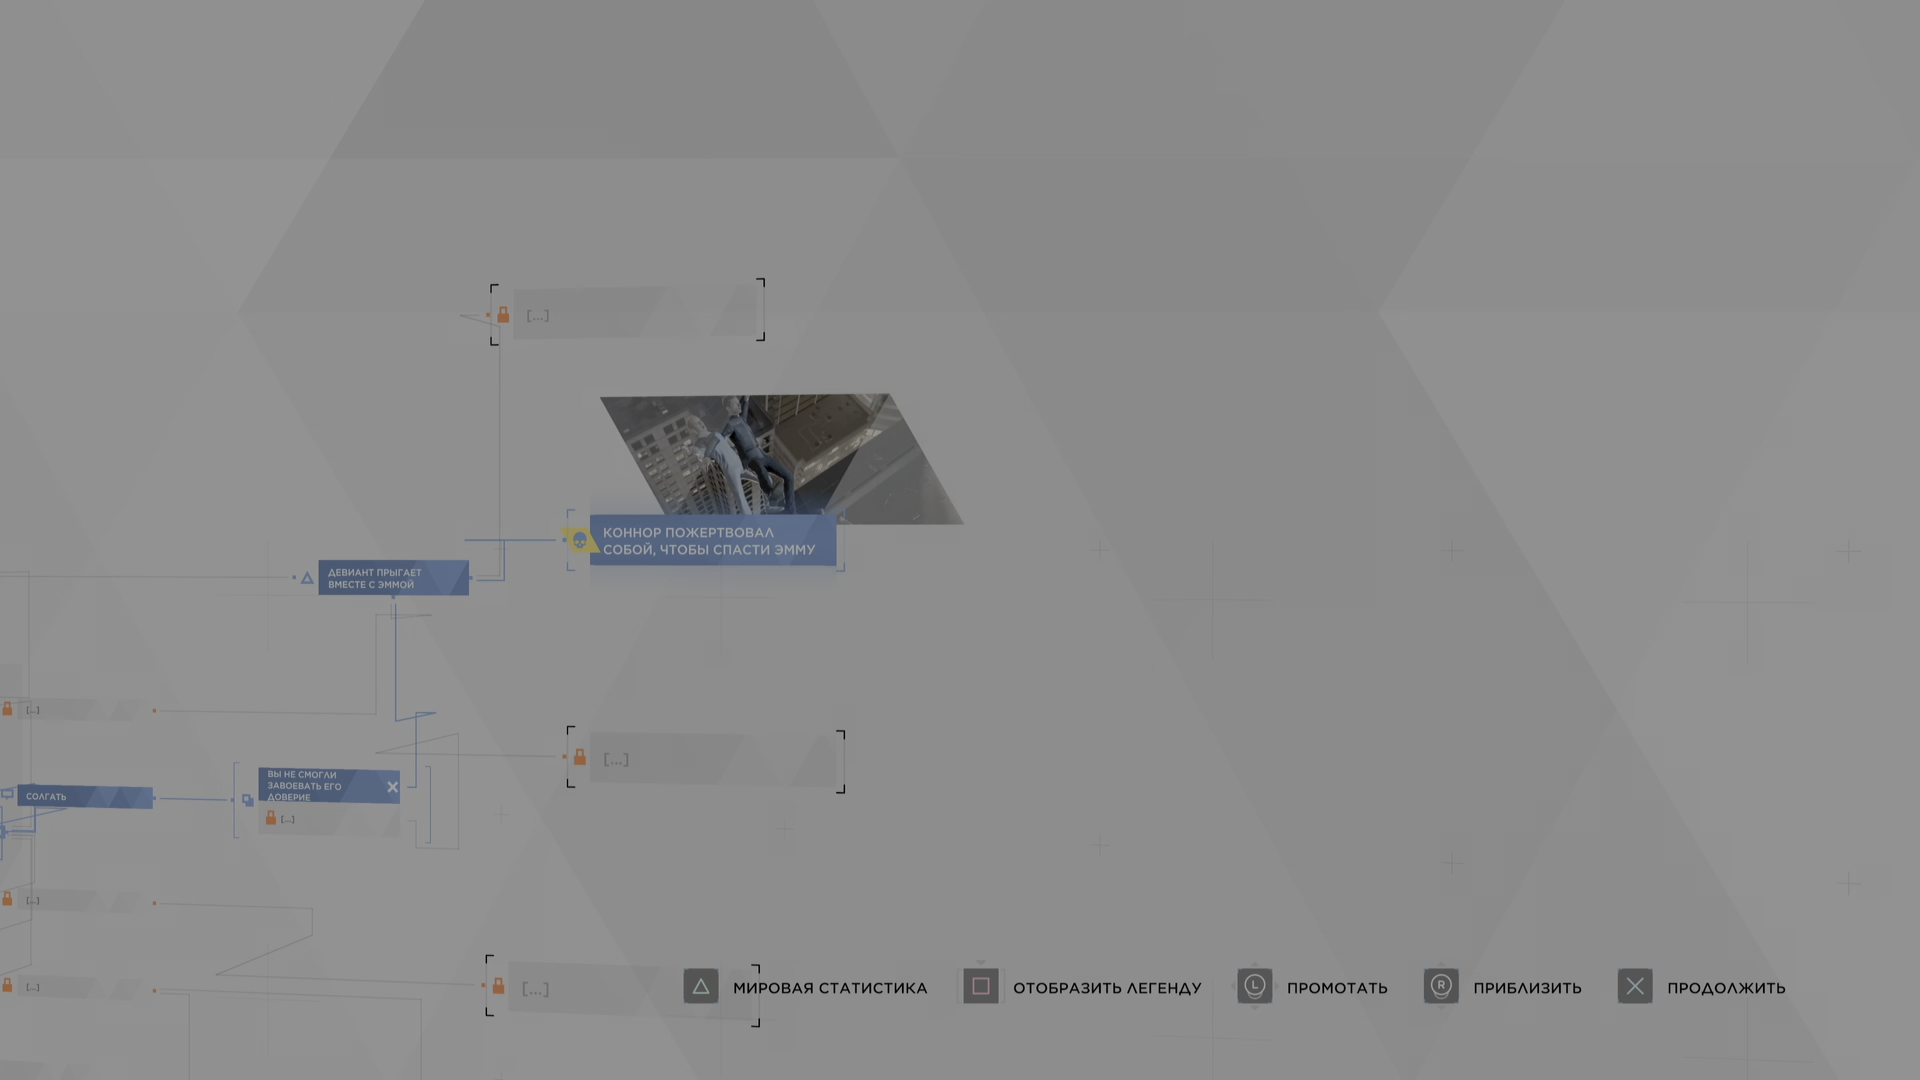 [...]
КОННОР ПОЖЕРТВОВАЛ
СОБОЙ, ЧТОБЫ СПАСТИ ЭММУ
ДЕВИАНТ ПРЫГАЕТ
ВМЕСТЕ С ЭММОЙ
[...]
[...]
ВЫ НЕ СМОГЛИ
ЗАВОЕВАТЬ ЕГО
ДОВЕРИЕ
СОЛГАТЬ
[...]
[...]
[...]
[...]
МИРОВАЯ СТАТИСТИКА
ОТОБРАЗИТЬ ЛЕГЕНДУ
L
ПРОМОТАТЬ
R
ПРИБЛИЗИТЬ
ПРОДОЛЖИТЬ